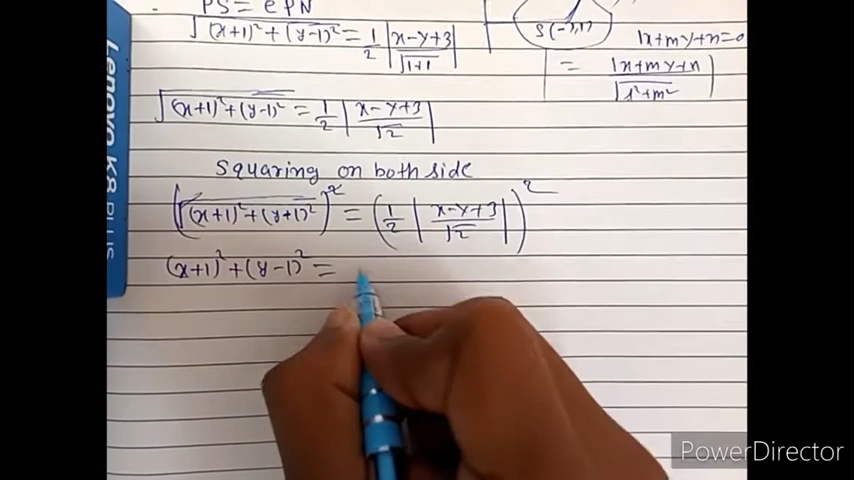 PS = e PN
√(x+1)²+(y-1)² = 1/2 |x-y+3/√1+1|
S(-1,1)
lx+my+n=0
= lx+my+n/√l²+m²|
√(x+1)²+(y-1)² = 1/2 |x-y+3/√2|
Squaring on both side
(√(x+1)²+(y+1)²)² = (1/2 |x-y+3/√2|)²
(x+1)²+(y-1)² =
Lenovo K8 PLUS
PowerDirector